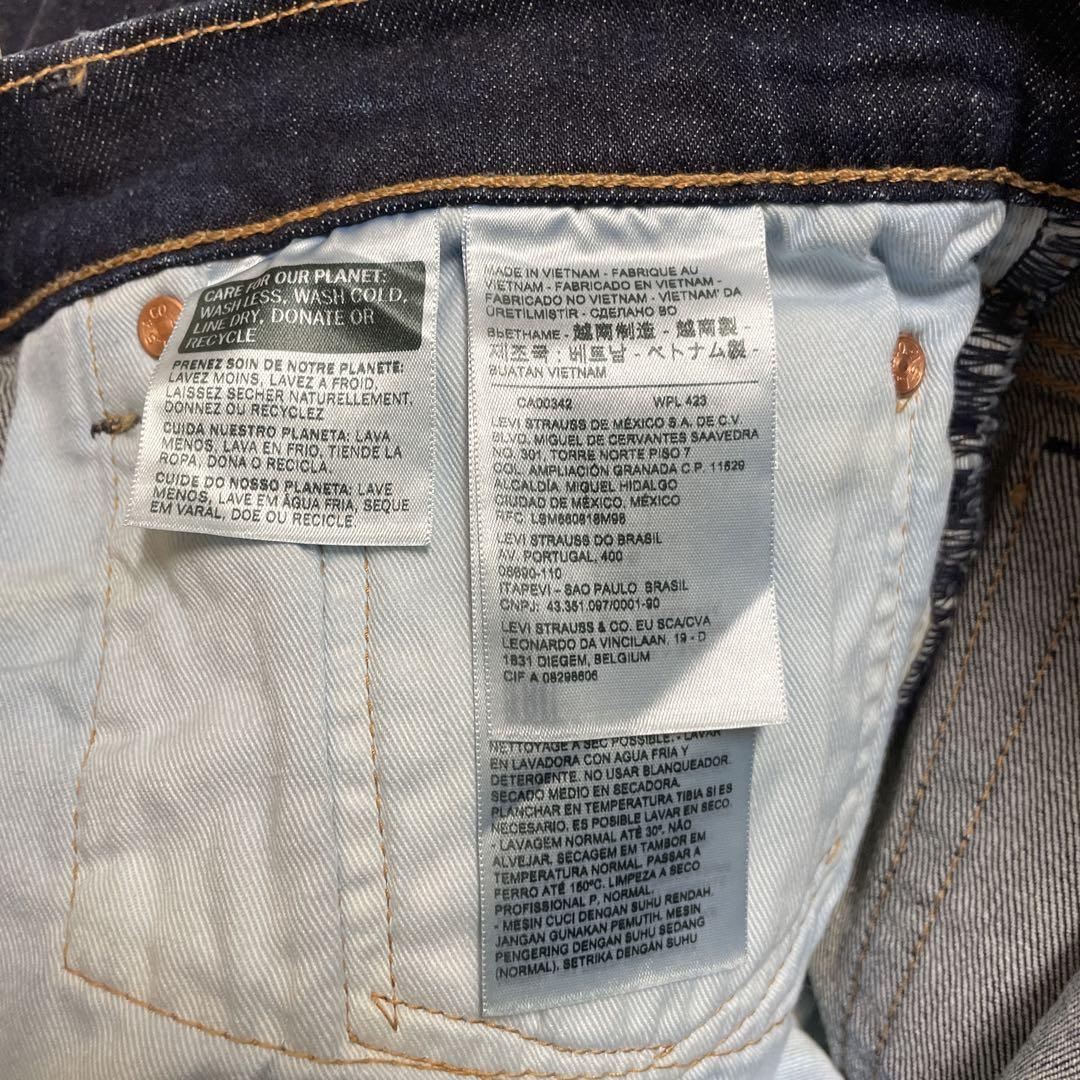 CARE FOR OUR PLANET:
WASH LESS, WASH COLD,
LINE DRY, DONATE OR
RECYCLE
PRENEZ SOIN DE NOTRE PLANETE:
LAVEZ MOINS, LAVEZ A FROID,
LAISSEZ SECHER NATURELLEMENT,
DONNEZ OU RECYCLEZ
CUIDA NUESTRO PLANETA: LAVA
MENOS, LAVA EN FRIO, TIENDE LA
ROPA, DONA O RECICLA.
CUIDE DO NOSSO PLANETA: LAVE
MENOS, LAVE EM ÁGUA FRIA, SEQUE
EM VARAL, DOE OU RECICLE.
MADE IN VIETNAM - FABRIQUE AU
VIETNAM - FABRICADO EN VIETNAM -
FABRICADO NO VIETNAM - VIETNAM' DA
ÜRETİLMİŞTİR - СДЕЛАНО ВО
ВЬЕТНАМЕ - 越南制造 - 越南製 -
제조국 : 베트남 - ベトナム製 -
BUATAN VIETNAM
CA00342 WPL 423
LEVI STRAUSS DE MÉXICO S.A. DE C.V.
BLVD. MIGUEL DE CERVANTES SAAVEDRA
NO. 301, TORRE NORTE PISO 7
COL. AMPLIACIÓN GRANADA C.P. 11529
ALCALDÍA MIGUEL HIDALGO
CIUDAD DE MÉXICO, MÉXICO
RFC: LSM660818M98
LEVI STRAUSS DO BRASIL
AV. PORTUGAL, 400
06690-110
ITAPEVI - SAO PAULO BRASIL
CNPJ: 43.351.097/0001-90
LEVI STRAUSS & CO. EU SCA/CVA
LEONARDO DA VINCILAAN, 19 - D
1831 DIEGEM, BELGIUM
CIF A 08298606
NETTOYAGE A SEC POSSIBLE. - LAVAR
EN LAVADORA CON AGUA FRIA Y
DETERGENTE. NO USAR BLANQUEADOR.
SECADO MEDIO EN SECADORA.
PLANCHAR EN TEMPERATURA TIBIA SI ES
NECESARIO. ES POSIBLE LAVAR EN SECO.
- LAVAGEM NORMAL ATÉ 30º. NÃO
ALVEJAR. SECAGEM EM TAMBOR EM
TEMPERATURA NORMAL. PASSAR A
FERRO ATÉ 150ºC. LIMPEZA A SECO
PROFISSIONAL P, NORMAL.
- MESIN CUCI DENGAN SUHU RENDAH.
JANGAN GUNAKAN PEMUTIH. MESIN
PENGERING DENGAN SUHU SEDANG
(NORMAL). SETRIKA DENGAN SUHU